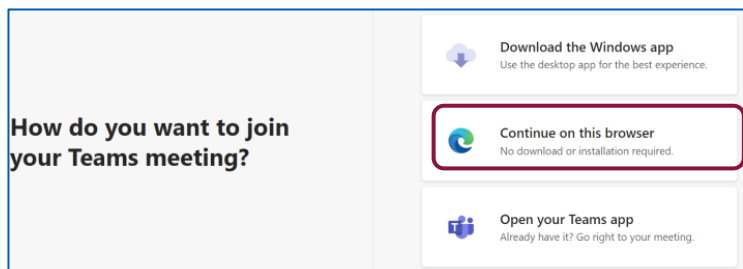 How do you want to join
your Teams meeting?
Download the Windows app
Use the desktop app for the best experience.
Continue on this browser
No download or installation required.
Open your Teams app
Already have it? Go right to your meeting.